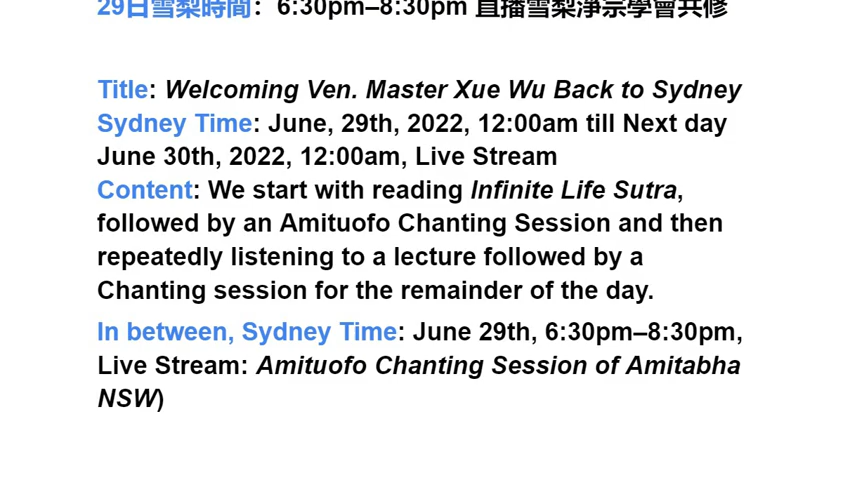 29日雪梨時間：6:30pm–8:30pm 直播雪梨淨宗學會共修
Title: Welcoming Ven. Master Xue Wu Back to Sydney
Sydney Time: June, 29th, 2022, 12:00am till Next day
June 30th, 2022, 12:00am, Live Stream
Content: We start with reading Infinite Life Sutra,
followed by an Amituofo Chanting Session and then
repeatedly listening to a lecture followed by a
Chanting session for the remainder of the day.
In between, Sydney Time: June 29th, 6:30pm–8:30pm,
Live Stream: Amituofo Chanting Session of Amitabha
NSW)